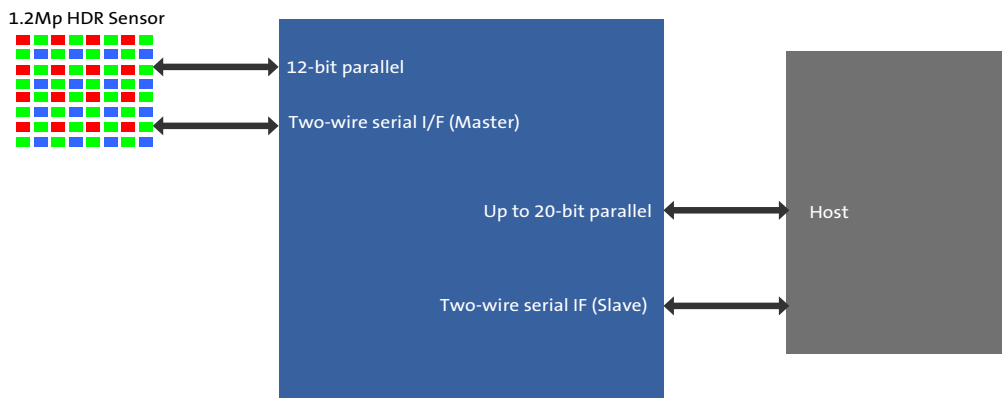 1.2Mp HDR Sensor
12-bit parallel
Two-wire serial I/F (Master)
Up to 20-bit parallel
Host
Two-wire serial IF (Slave)